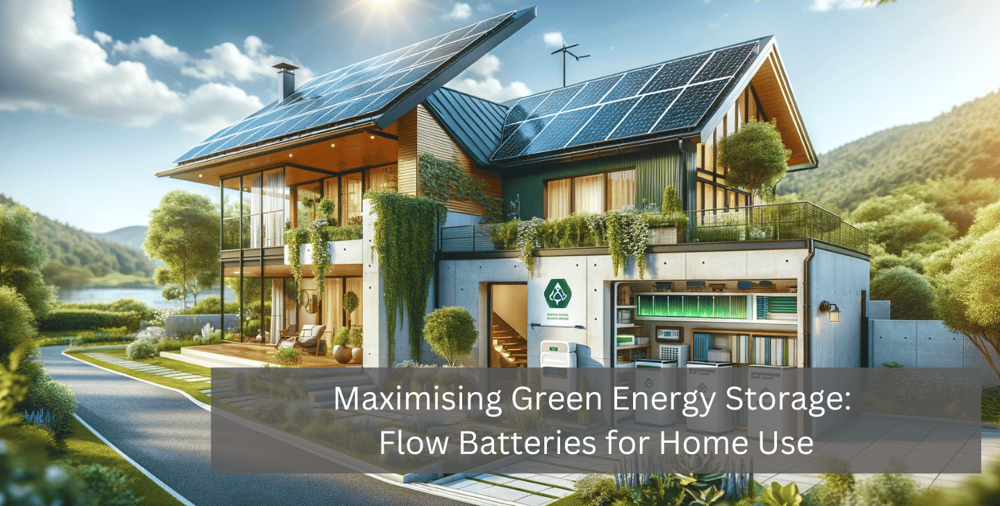 Maximising Green Energy Storage:
Flow Batteries for Home Use